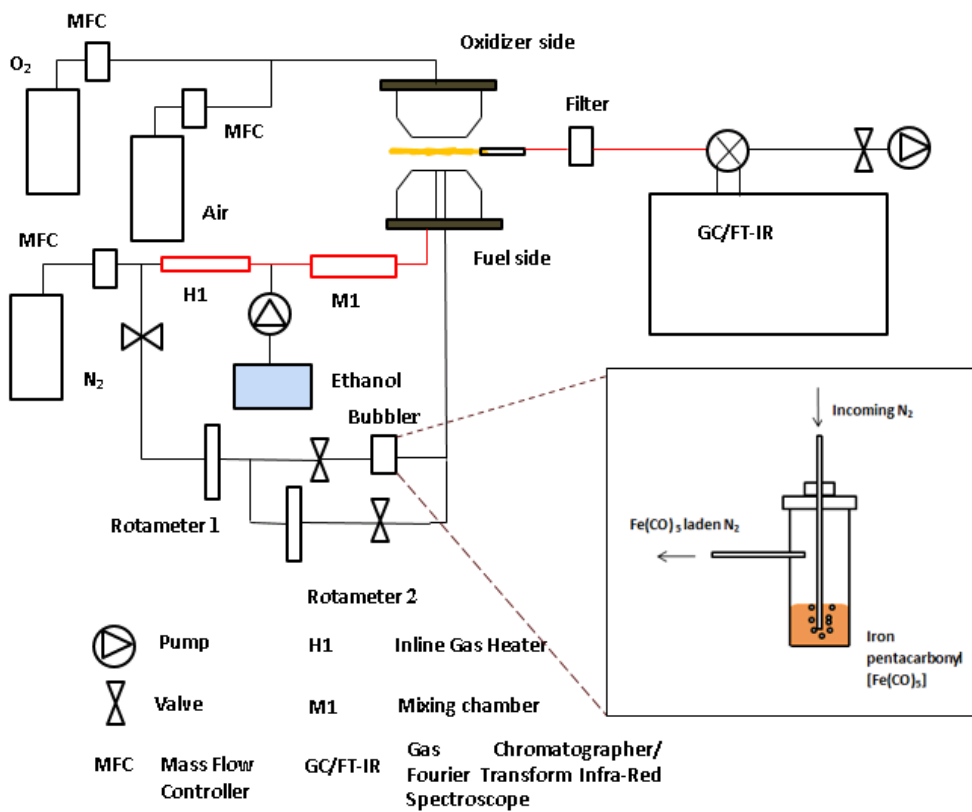 MFC
Oxidizer side
O₂
Filter
MFC
Air
GC/FT-IR
MFC
Fuel side
H1
M1
N₂
Ethanol
Bubbler
Incoming N₂
Rotameter 1
Fe(CO) ₅ laden N₂
Rotameter 2
Iron
pentacarbonyl
[Fe(CO)₅]
Pump
H1
Inline Gas Heater
Valve
M1
Mixing chamber
MFC
Mass Flow
Controller
GC/FT-IR
Gas Chromatographer/
Fourier Transform Infra-Red
Spectroscope